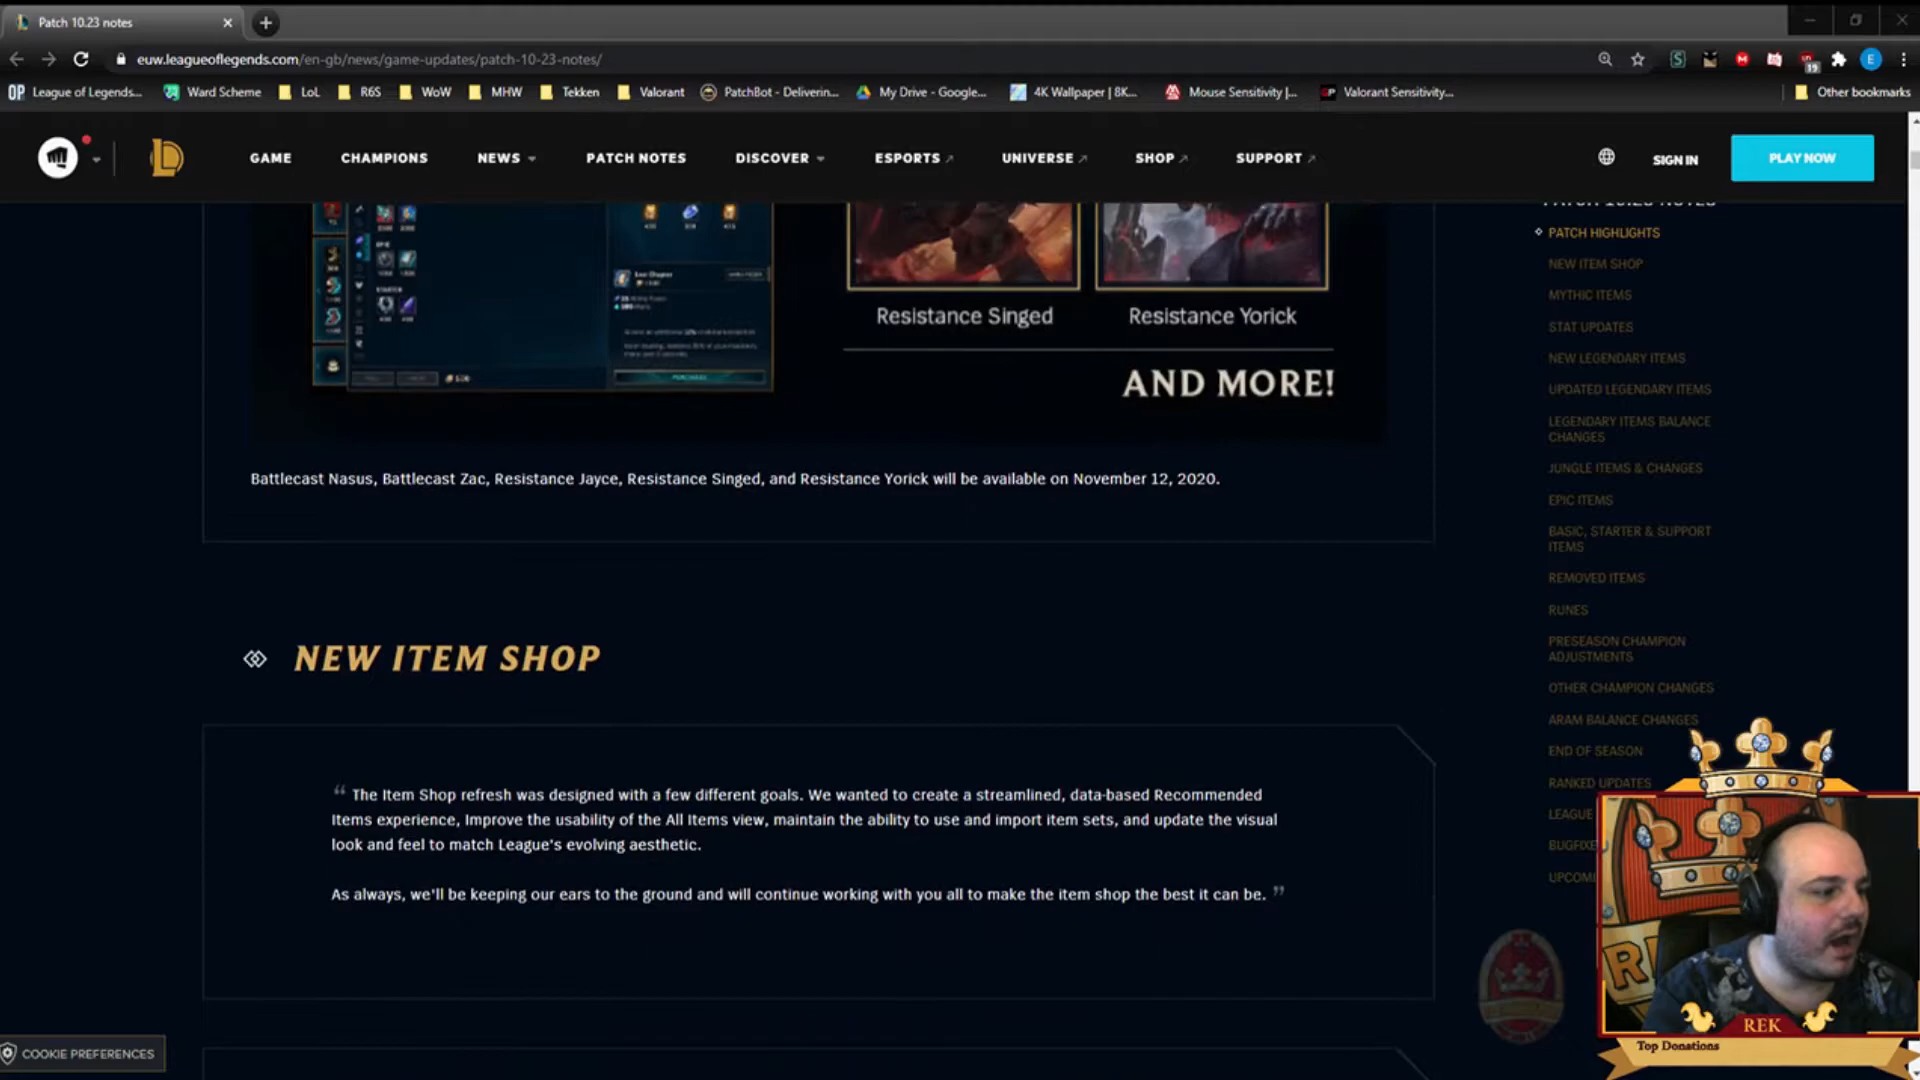 Patch 10.23 notes
euw.leagueoflegends.com/en-gb/news/game-updates/patch-10-23-notes/
19
E
OP League of Legends...
Ward Scheme
LoL
R6S
WoW
MHW
Tekken
Valorant
PatchBot - Deliverin...
My Drive - Google...
4K Wallpaper | 8K...
Mouse Sensitivity |...
Valorant Sensitivity...
Other bookmarks
GAME
CHAMPIONS
NEWS
PATCH NOTES
DISCOVER
ESPORTS
UNIVERSE
SHOP
SUPPORT
SIGN IN
PLAY NOW
Resistance Singed
Resistance Yorick
AND MORE!
Battlecast Nasus, Battlecast Zac, Resistance Jayce, Resistance Singed, and Resistance Yorick will be available on November 12, 2020.
NEW ITEM SHOP
“ The Item Shop refresh was designed with a few different goals. We wanted to create a streamlined, data-based Recommended
Items experience, Improve the usability of the All Items view, maintain the ability to use and import item sets, and update the visual
look and feel to match League's evolving aesthetic.
As always, we'll be keeping our ears to the ground and will continue working with you all to make the item shop the best it can be. ”
COOKIE PREFERENCES
PATCH 10.23 NOTES
PATCH HIGHLIGHTS
NEW ITEM SHOP
MYTHIC ITEMS
STAT UPDATES
NEW LEGENDARY ITEMS
UPDATED LEGENDARY ITEMS
LEGENDARY ITEMS BALANCE
CHANGES
JUNGLE ITEMS & CHANGES
EPIC ITEMS
BASIC, STARTER & SUPPORT
ITEMS
REMOVED ITEMS
RUNES
PRESEASON CHAMPION
ADJUSTMENTS
OTHER CHAMPION CHANGES
ARAM BALANCE CHANGES
END OF SEASON
RANKED UPDATES
LEAGUE
BUGFIXE
UPCOMI
REK
Top Donations